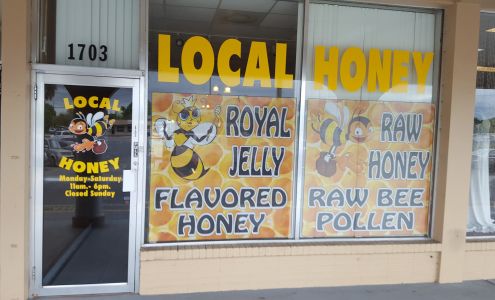 1703
LOCAL
HONEY
Monday-Saturday
11am.- 6pm.
Closed Sunday
LOCAL HONEY
ROYAL
JELLY
FLAVORED
HONEY
RAW
HONEY
RAW BEE
POLLEN